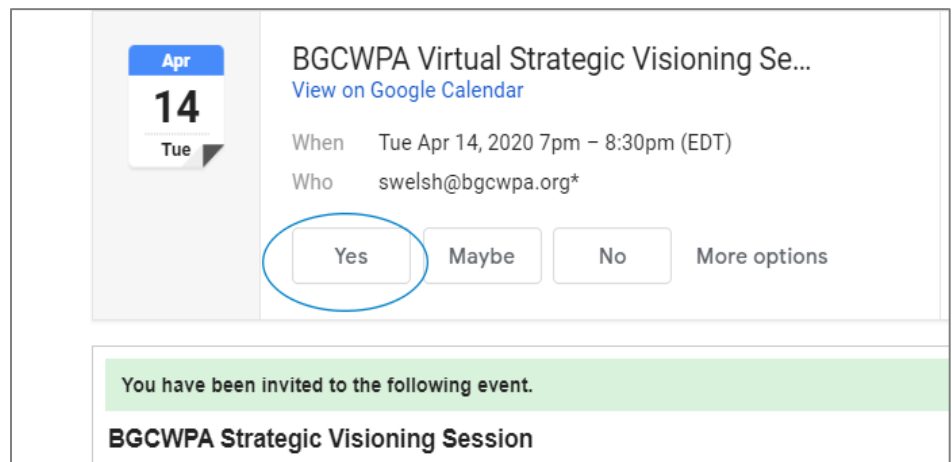 Apr
14
Tue
BGCWPA Virtual Strategic Visioning Se...
View on Google Calendar
When Tue Apr 14, 2020 7pm – 8:30pm (EDT)
Who swelsh@bgcwpa.org*
Yes Maybe No More options
You have been invited to the following event.
BGCWPA Strategic Visioning Session